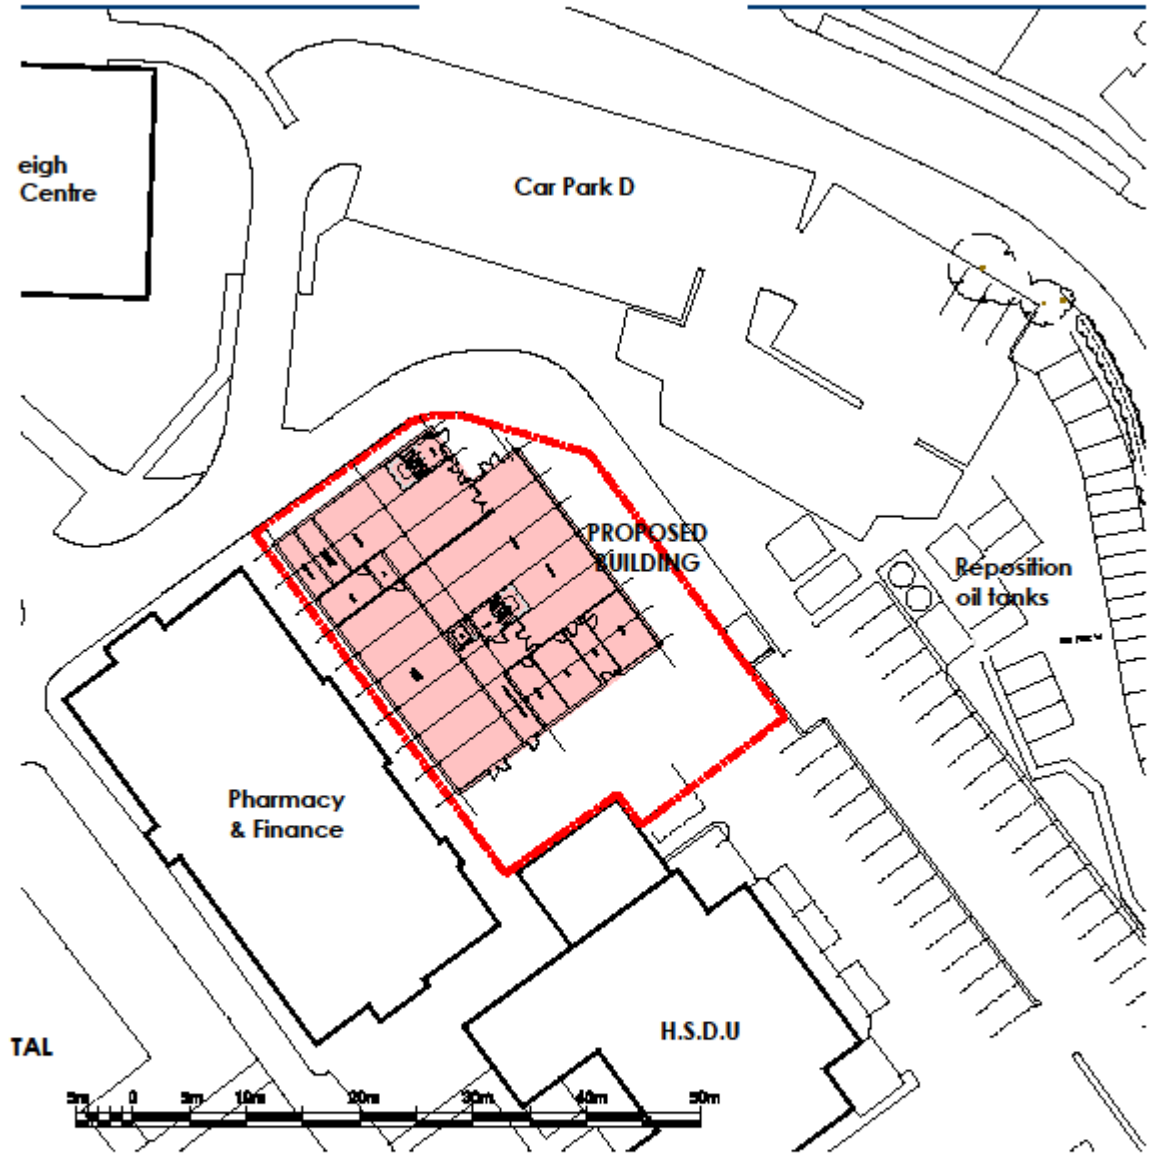 eigh
Centre
Car Park D
PROPOSED
BUILDING
Reposition
oil tanks
Pharmacy
& Finance
H.S.D.U
TAL
5m 0 5m 10m 20m 30m 40m 50m